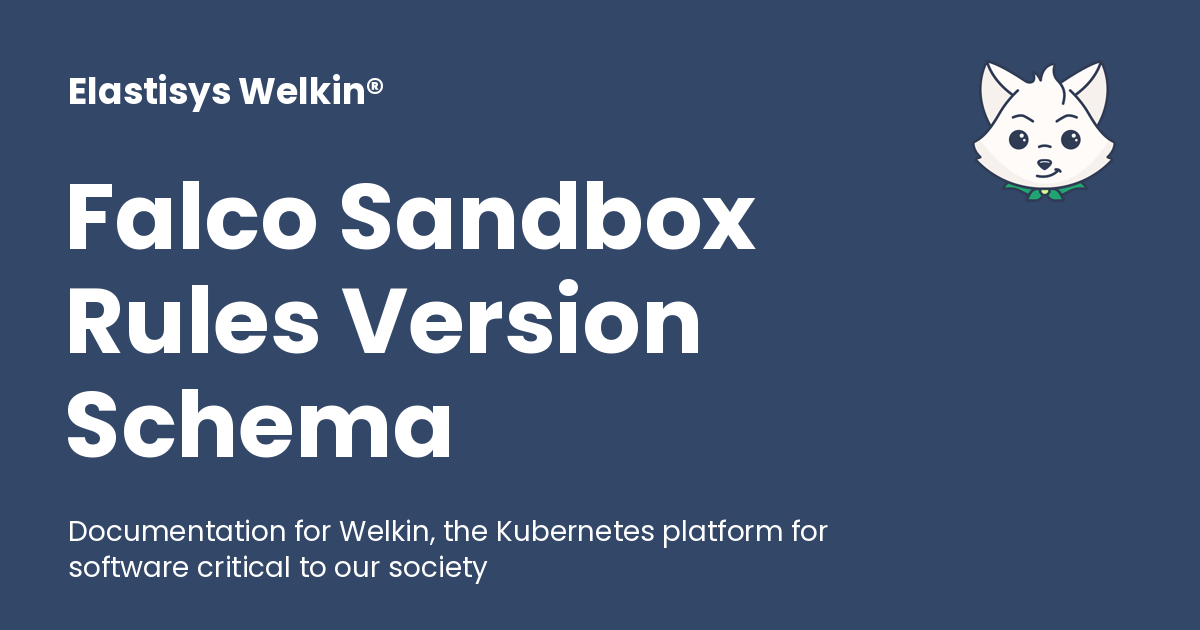 Elastisys Welkin®
Falco Sandbox
Rules Version
Schema
Documentation for Welkin, the Kubernetes platform for
software critical to our society